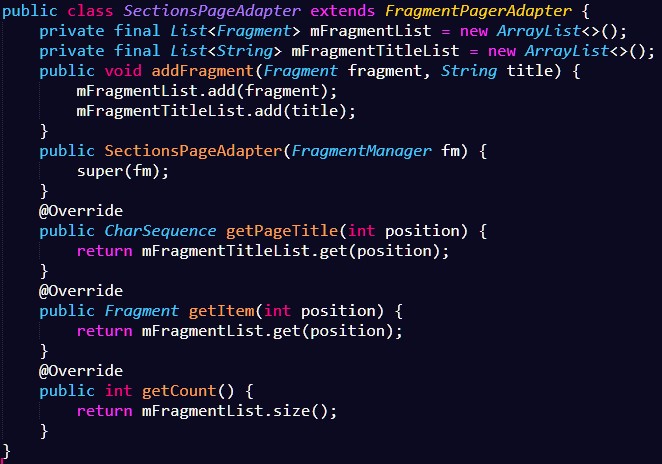 public class SectionsPageAdapter extends FragmentPagerAdapter {
    private final List<Fragment> mFragmentList = new ArrayList<>();
    private final List<String> mFragmentTitleList = new ArrayList<>();
    public void addFragment(Fragment fragment, String title) {
        mFragmentList.add(fragment);
        mFragmentTitleList.add(title);
    }
    public SectionsPageAdapter(FragmentManager fm) {
        super(fm);
    }
    @Override
    public CharSequence getPageTitle(int position) {
        return mFragmentTitleList.get(position);
    }
    @Override
    public Fragment getItem(int position) {
        return mFragmentList.get(position);
    }
    @Override
    public int getCount() {
        return mFragmentList.size();
    }
}